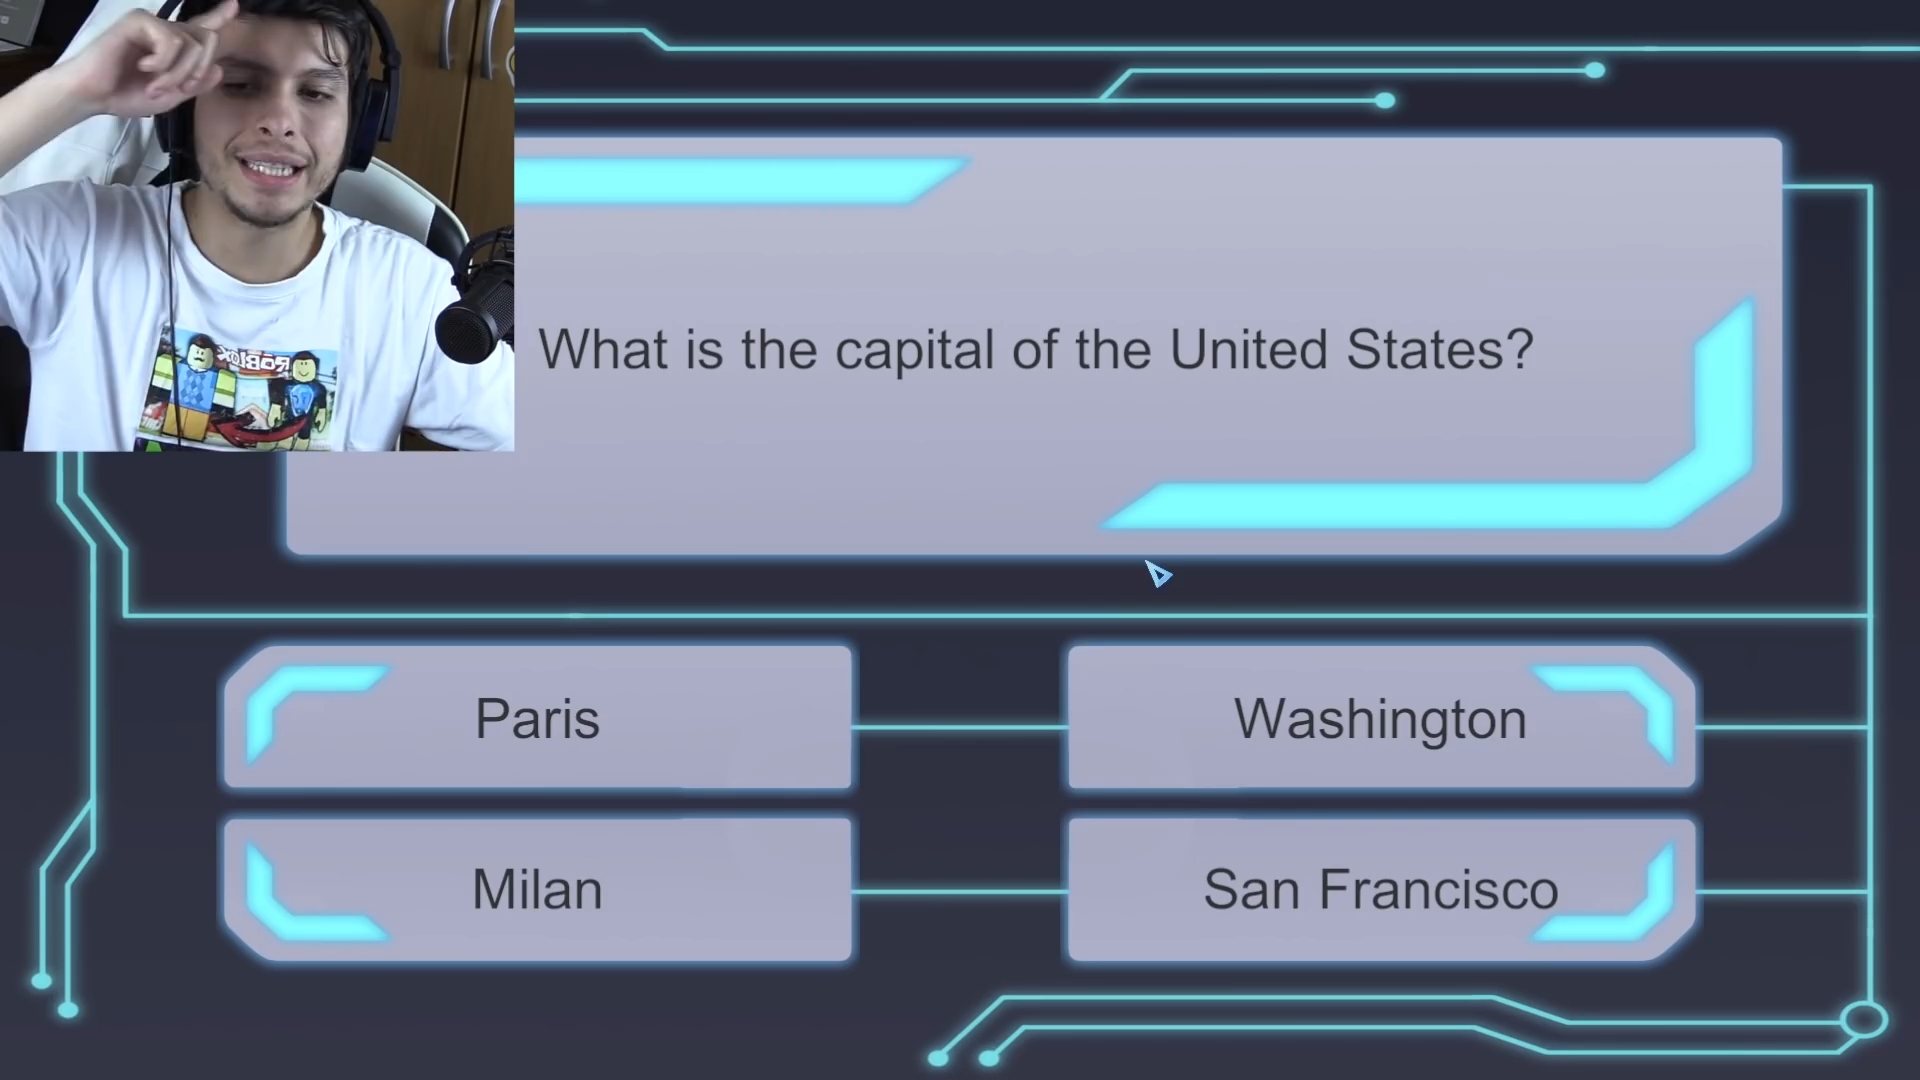 What is the capital of the United States?
Paris
Washington
Milan
San Francisco